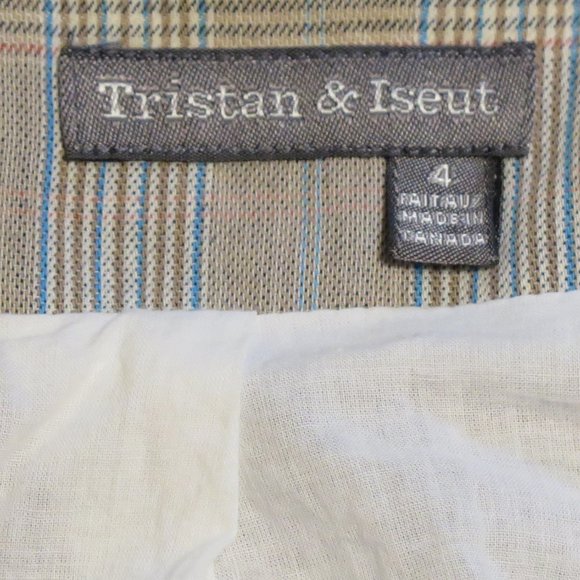 Tristan & Iseut
4
FAIT AU/
MADE IN
CANADA